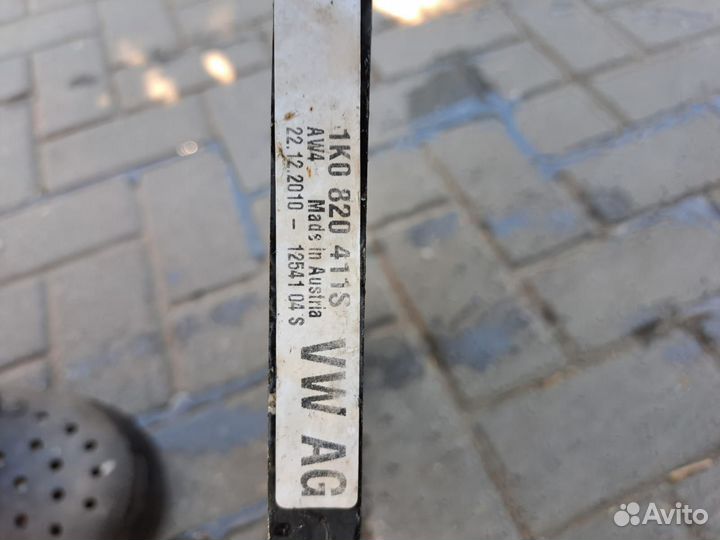 1K0 820 411S
AW4 Made in Austria
22.12.2010 - 12541 04 S
VW AG
Avito